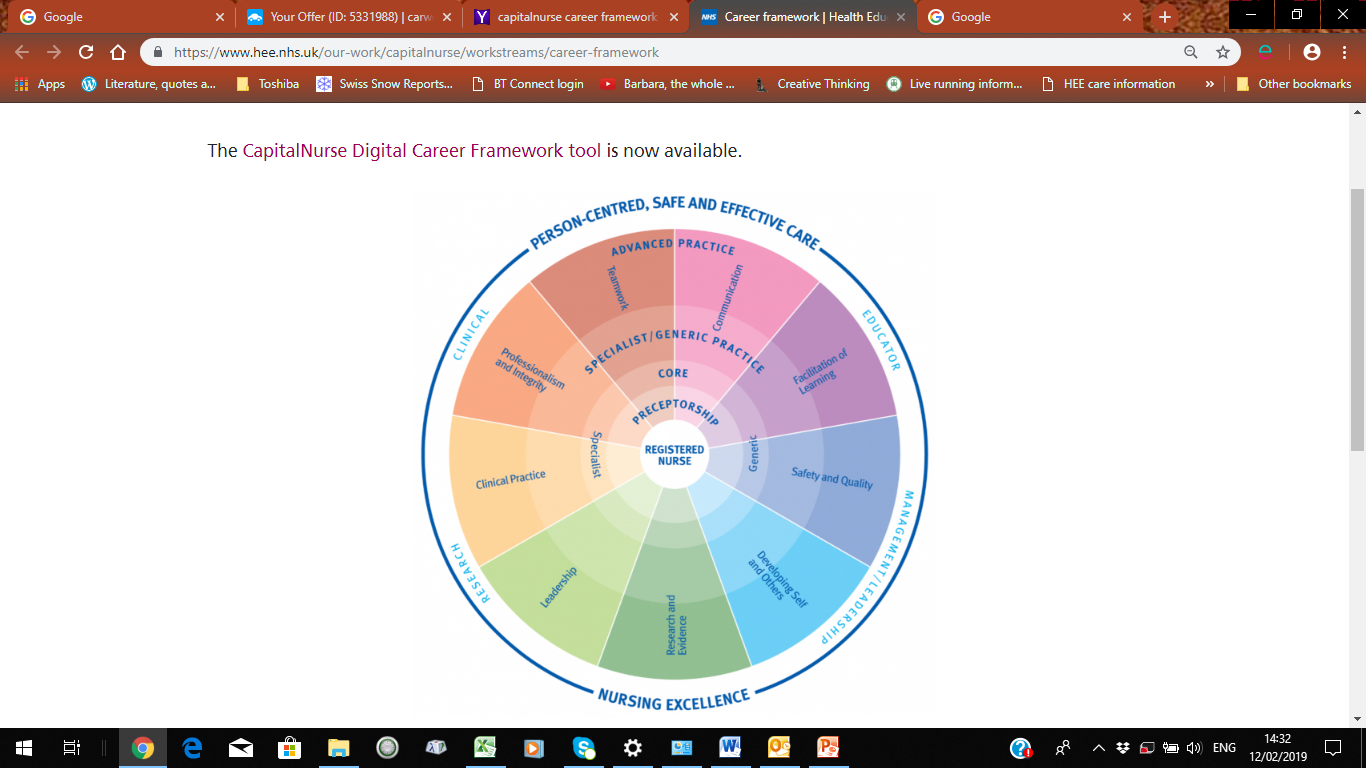 Google
Your Offer (ID: 5331988) | carw
capitalnurse career framework
NHS
Career framework | Health Edu
Google
https://www.hee.nhs.uk/our-work/capitalnurse/workstreams/career-framework
Apps
Literature, quotes a...
Toshiba
Swiss Snow Reports...
BT Connect login
Barbara, the whole ...
Creative Thinking
Live running inform...
HEE care information
»
Other bookmarks
The CapitalNurse Digital Career Framework tool is now available.
PERSON-CENTRED, SAFE AND EFFECTIVE CARE
ADVANCED PRACTICE
Teamwork
Communication
CLINICAL
EDUCATOR
SPECIALIST/GENERIC PRACTICE
Professionalism
and Integrity
Facilitation of
Learning
CORE
PRECEPTORSHIP
Specialist
Generic
REGISTERED
NURSE
Clinical Practice
Safety and Quality
RESEARCH
MANAGEMENT/LEADERSHIP
Leadership
Research and
Evidence
Developing Self
and Others
NURSING EXCELLENCE
ENG
14:32
12/02/2019